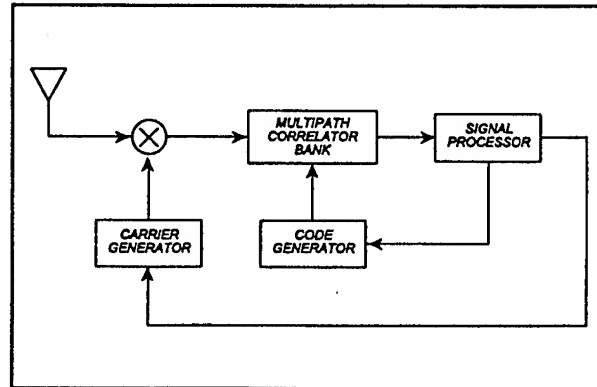 MULTIPATH
CORRELATOR
BANK
SIGNAL
PROCESSOR
CARRIER
GENERATOR
CODE
GENERATOR